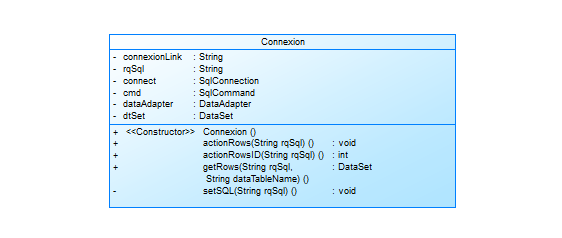 Connexion
- connexionLink : String
- rqSql : String
- connect : SqlConnection
- cmd : SqlCommand
- dataAdapter : DataAdapter
- dtSet : DataSet
+ <<Constructor>> Connexion ()
+ actionRows(String rqSql) () : void
+ actionRowsID(String rqSql) () : int
+ getRows(String rqSql, : DataSet
String dataTableName) ()
- setSQL(String rqSql) () : void